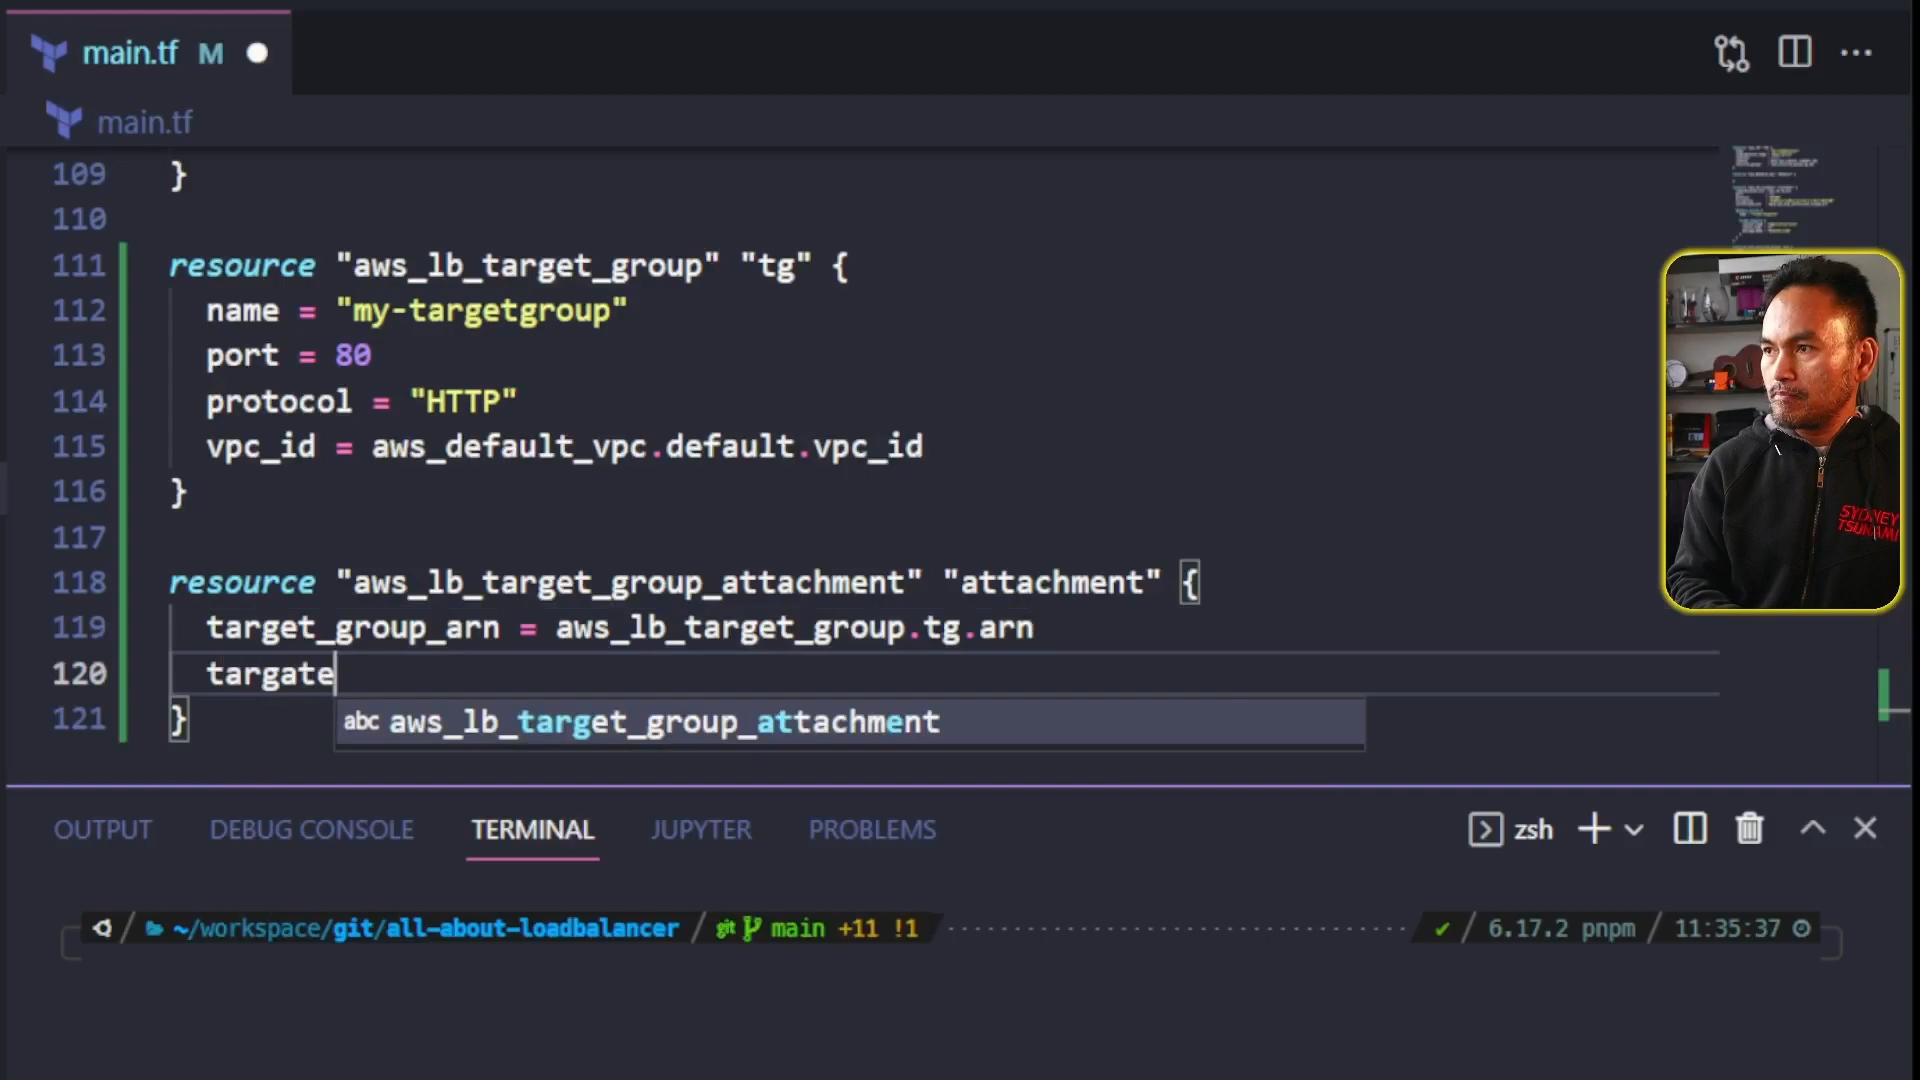 main.tf M
main.tf
109 }
110
111 resource "aws_lb_target_group" "tg" {
112 name = "my-targetgroup"
113 port = 80
114 protocol = "HTTP"
115 vpc_id = aws_default_vpc.default.vpc_id
116 }
117
118 resource "aws_lb_target_group_attachment" "attachment" {
119 target_group_arn = aws_lb_target_group.tg.arn
120 targate
121 }
abc aws_lb_target_group_attachment
SYDNEY
TSUNAMI
OUTPUT DEBUG CONSOLE TERMINAL JUPYTER PROBLEMS zsh
~/workspace/git/all-about-loadbalancer git main +11 !1 6.17.2 pnpm 11:35:37